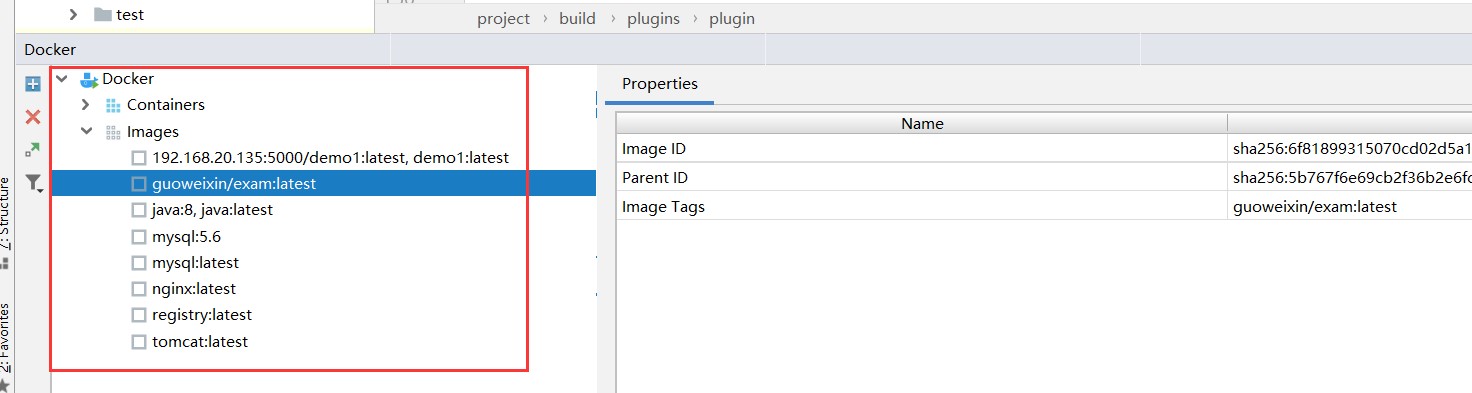 test
project › build › plugins › plugin
Docker
Docker
Containers
Images
192.168.20.135:5000/demo1:latest, demo1:latest
guoweixin/exam:latest
java:8, java:latest
mysql:5.6
mysql:latest
nginx:latest
registry:latest
tomcat:latest
Properties
Name
Image ID sha256:6f81899315070cd02d5a1
Parent ID sha256:5b767f6e69cb2f36b2e6fc
Image Tags guoweixin/exam:latest
7: Structure
2: Favorites